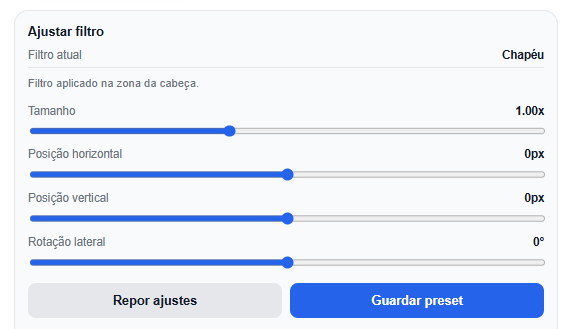 Ajustar filtro
Filtro atual Chapéu
Filtro aplicado na zona da cabeça.
Tamanho 1.00x
Posição horizontal 0px
Posição vertical 0px
Rotação lateral 0°
Repor ajustes Guardar preset